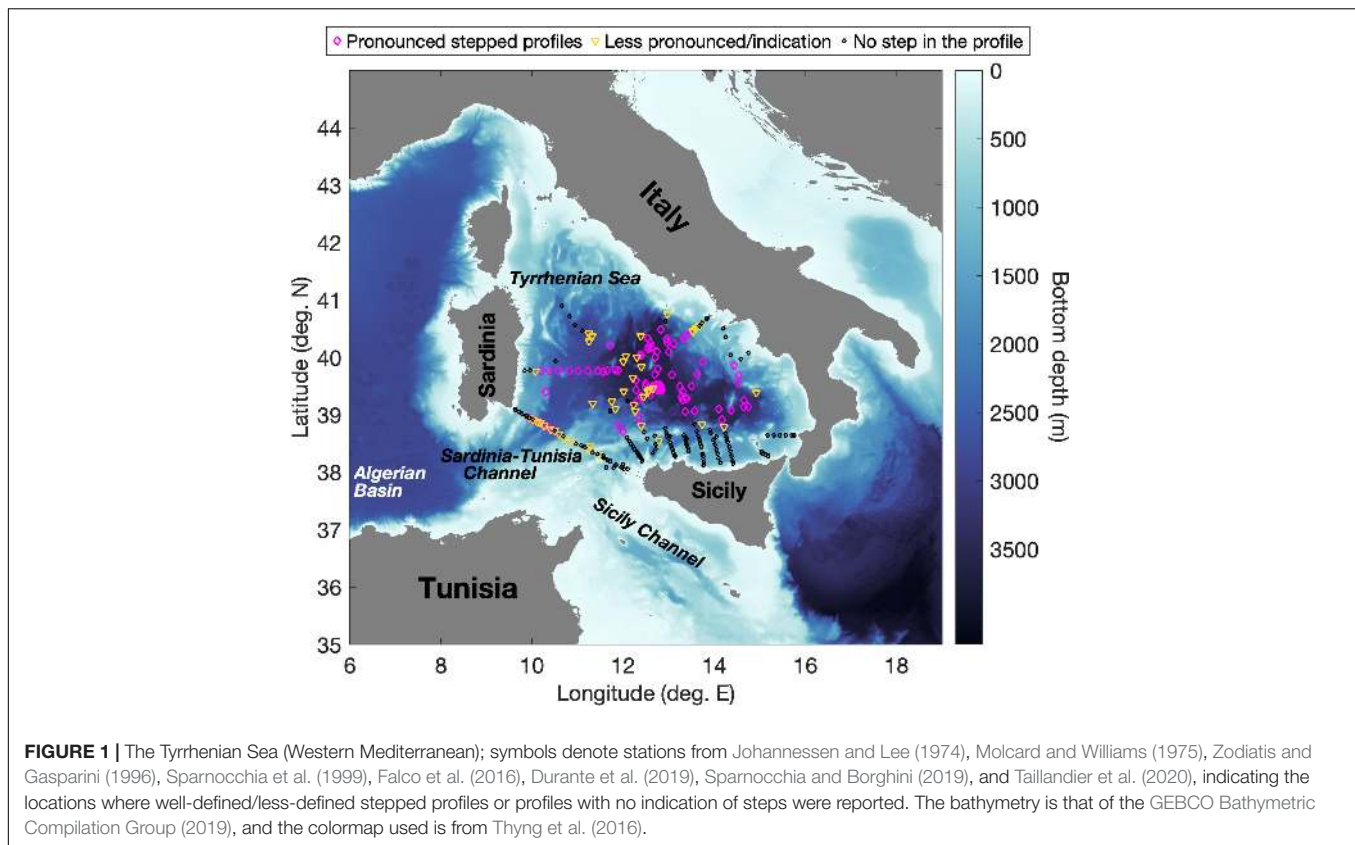 Pronounced stepped profiles Less pronounced/indication No step in the profile
44
43
42
41
40
39
38
37
36
35
Latitude (deg. N)
6 8 10 12 14 16 18
Longitude (deg. E)
Italy
Tyrrhenian Sea
Sardinia
Sardinia-Tunisia
Channel
Algerian
Basin
Sicily
Sicily Channel
Tunisia
0
500
1000
1500
2000
2500
3000
3500
Bottom depth (m)
FIGURE 1 | The Tyrrhenian Sea (Western Mediterranean); symbols denote stations from Johannessen and Lee (1974), Molcard and Williams (1975), Zodiatis and
Gasparini (1996), Sparnocchia et al. (1999), Falco et al. (2016), Durante et al. (2019), Sparnocchia and Borghini (2019), and Taillandier et al. (2020), indicating the
locations where well-defined/less-defined stepped profiles or profiles with no indication of steps were reported. The bathymetry is that of the GEBCO Bathymetric
Compilation Group (2019), and the colormap used is from Thyng et al. (2016).